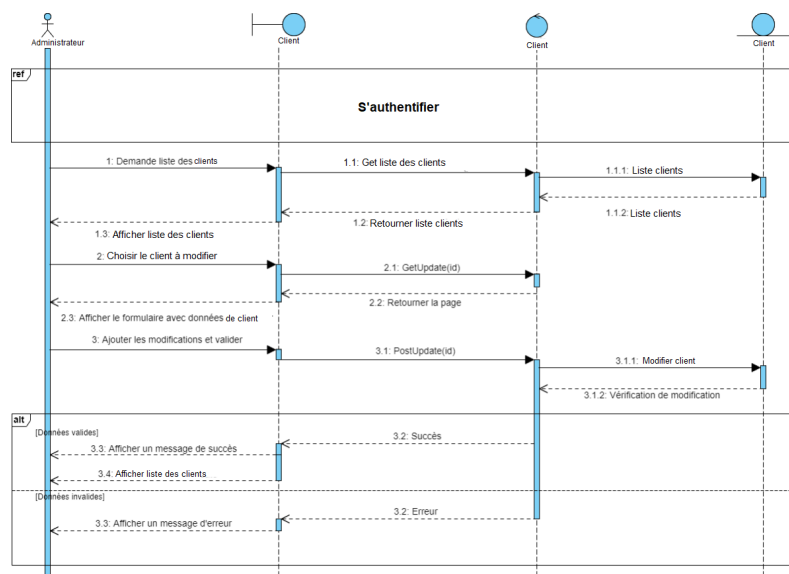 Administrateur
Client
Client
Client
ref
S'authentifier
1: Demande liste des clients
1.1: Get liste des clients
1.1.1: Liste clients
1.1.2: Liste clients
1.2: Retourner liste clients
1.3: Afficher liste des clients
2: Choisir le client à modifier
2.1: GetUpdate(id)
2.2: Retourner la page
2.3: Afficher le formulaire avec données de client
3: Ajouter les modifications et valider
3.1: PostUpdate(id)
3.1.1: Modifier client
3.1.2: Vérification de modification
alt
[Données valides]
3.2: Succès
3.3: Afficher un message de succès
3.4: Afficher liste des clients
[Données invalides]
3.2: Erreur
3.3: Afficher un message d'erreur